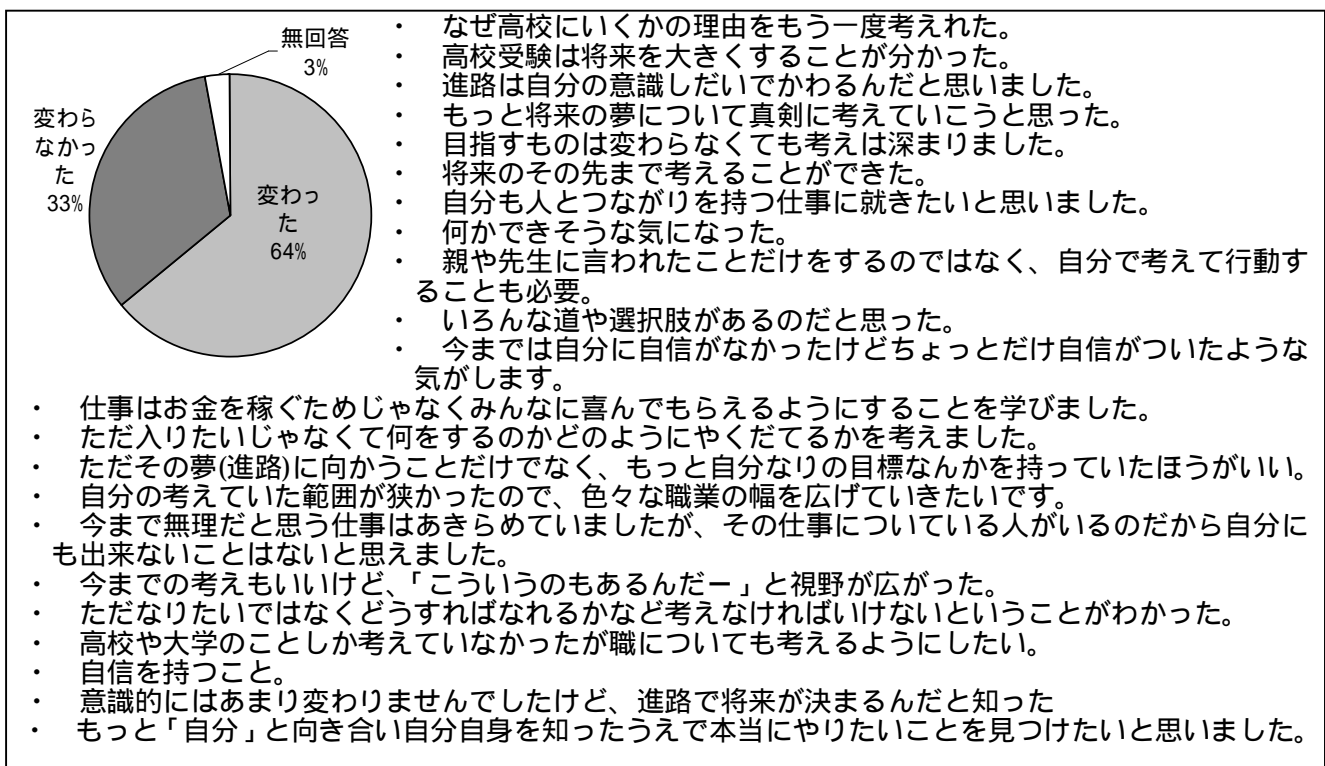 無回答
3%
変わら
なかっ
た
33%
変わっ
た
64%
・ なぜ高校にいくかの理由をもう一度考えれた。
・ 高校受験は将来を大きくすることが分かった。
・ 進路は自分の意識しだいでかわるんだと思いました。
・ もっと将来の夢について真剣に考えていこうと思った。
・ 目指すものは変わらなくても考えは深まりました。
・ 将来のその先まで考えることができた。
・ 自分も人とつながりを持つ仕事に就きたいと思いました。
・ 何かできそうな気になった。
・ 親や先生に言われたことだけをするのではなく、自分で考えて行動す
ることも必要。
・ いろんな道や選択肢があるのだと思った。
・ 今までは自分に自信がなかったけどちょっとだけ自信がついたような
気がします。
・ 仕事はお金を稼ぐためじゃなくみんなに喜んでもらえるようにすることを学びました。
・ ただ入りたいじゃなくて何をするのかどのようにやくだてるかを考えました。
・ ただその夢(進路)に向かうことだけでなく、もっと自分なりの目標なんかを持っていたほうがいい。
・ 自分の考えていた範囲が狭かったので、色々な職業の幅を広げていきたいです。
・ 今まで無理だと思う仕事はあきらめていましたが、その仕事についている人がいるのだから自分に
も出来ないことはないと思えました。
・ 今までの考えもいいけど、「こういうのもあるんだー」と視野が広がった。
・ ただなりたいではなくどうすればなれるかなど考えなければいけないということがわかった。
・ 高校や大学のことしか考えていなかったが職についても考えるようにしたい。
・ 自信を持つこと。
・ 意識的にはあまり変わりませんでしたけど、進路で将来が決まるんだと知った
・ もっと「自分」と向き合い自分自身を知ったうえで本当にやりたいことを見つけたいと思いました。